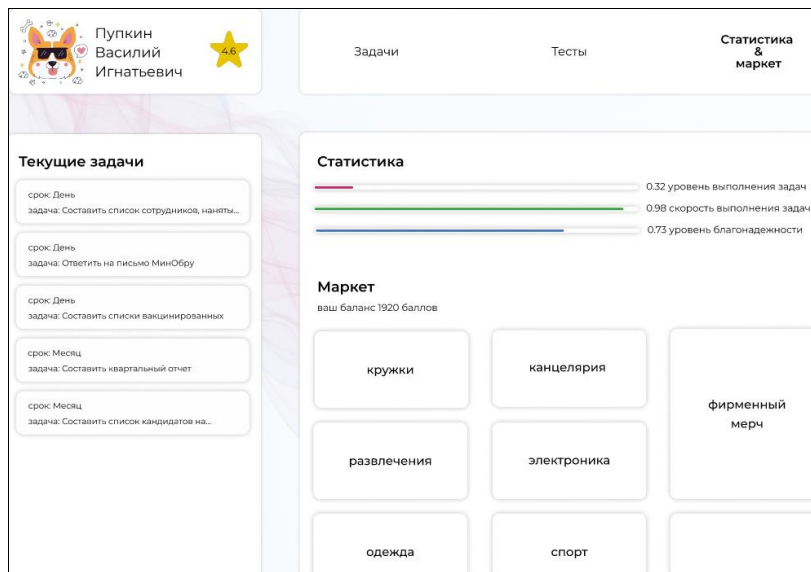 Пупкин
Василий
Игнатьевич
4.6
Задачи
Тесты
Статистика
&
маркет
Текущие задачи
срок: День
задача: Составить список сотрудников, наняты...
срок: День
задача: Ответить на письмо МинОбру
срок: День
задача: Составить списки вакцинированных
срок: Месяц
задача: Составить квартальный отчет
срок: Месяц
задача: Составить список кандидатов на...
Статистика
0.32 уровень выполнения задач
0.98 скорость выполнения задач
0.73 уровень благонадежности
Маркет
ваш баланс 1920 баллов
кружки
канцелярия
фирменный
мерч
развлечения
электроника
одежда
спорт